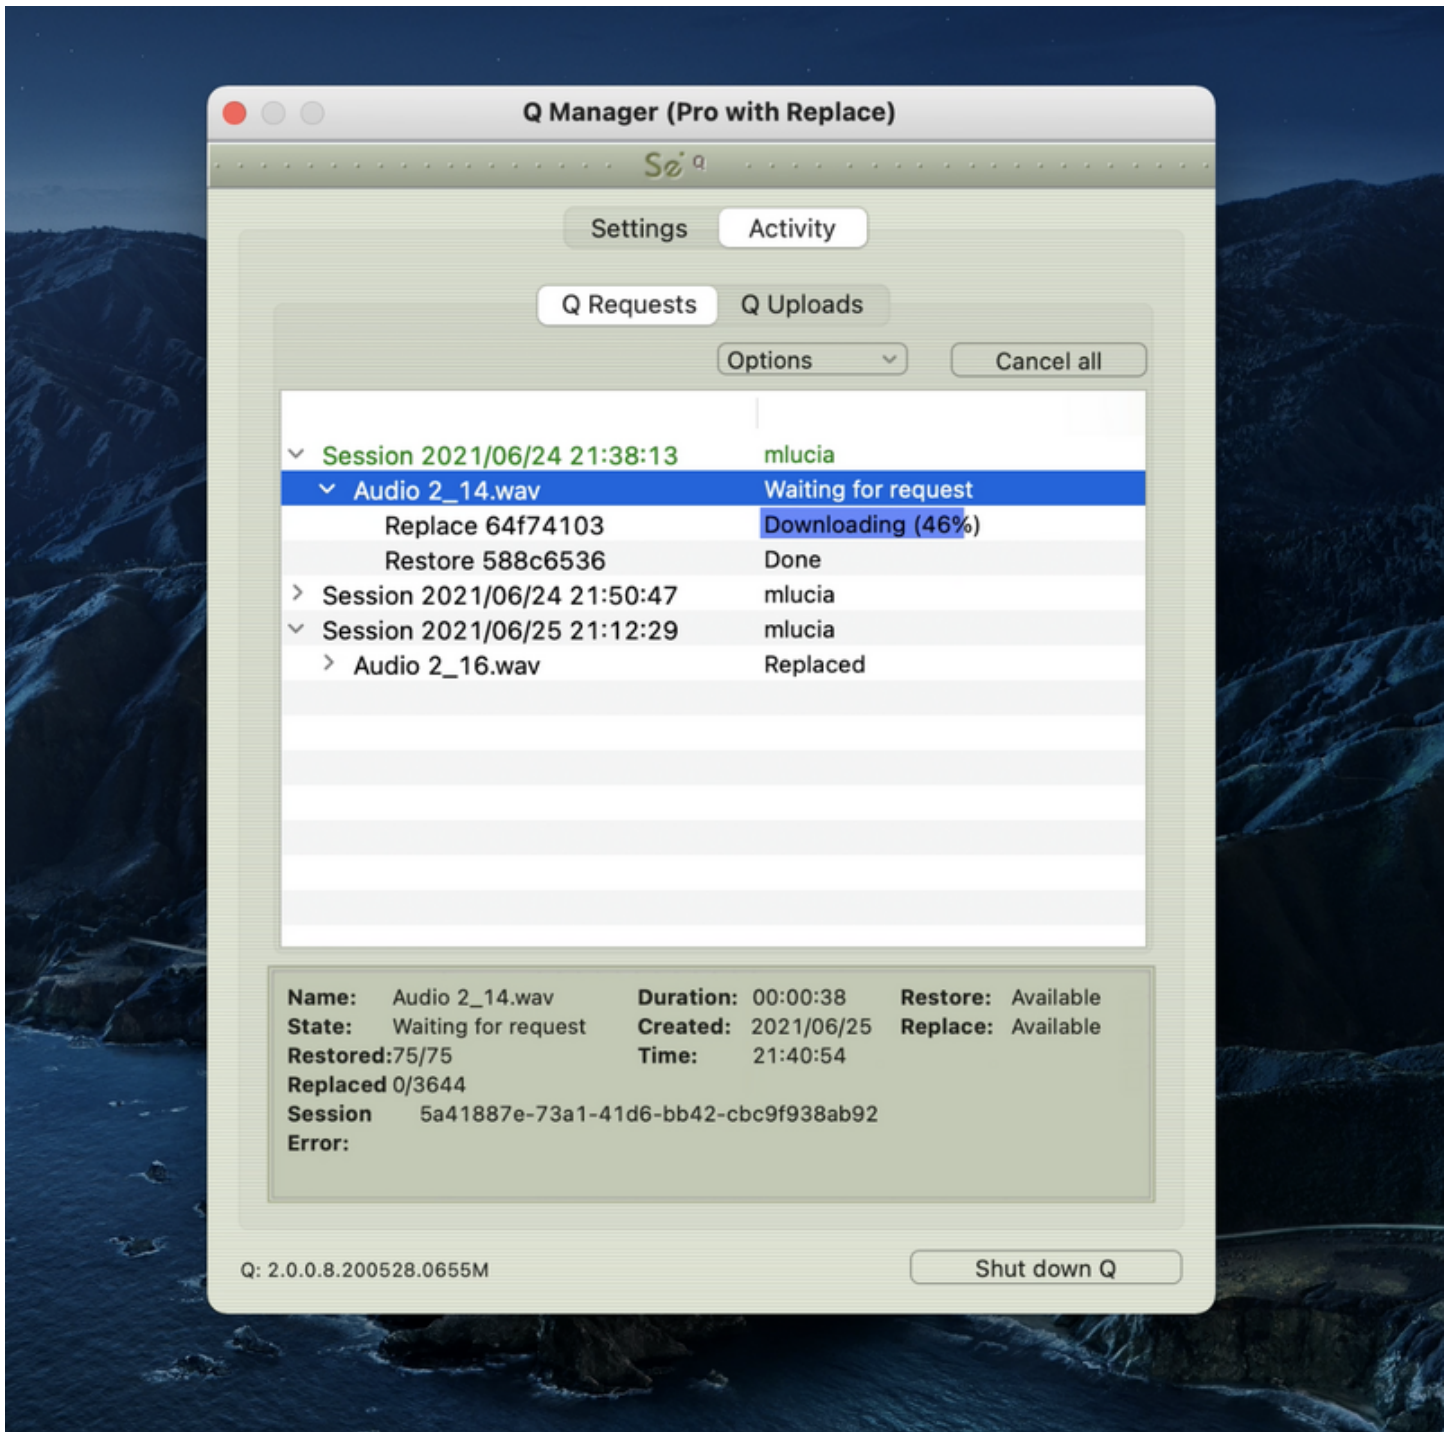 Q Manager (Pro with Replace)
Se Q
Settings Activity
Q Requests Q Uploads
Options Cancel all
Session 2021/06/24 21:38:13 mlucia
Audio 2_14.wav Waiting for request
Replace 64f74103 Downloading (46%)
Restore 588c6536 Done
Session 2021/06/24 21:50:47 mlucia
Session 2021/06/25 21:12:29 mlucia
Audio 2_16.wav Replaced
Name: Audio 2_14.wav Duration: 00:00:38 Restore: Available
State: Waiting for request Created: 2021/06/25 Replace: Available
Restored:75/75 Time: 21:40:54
Replaced 0/3644
Session 5a41887e-73a1-41d6-bb42-cbc9f938ab92
Error:
Q: 2.0.0.8.200528.0655M Shut down Q